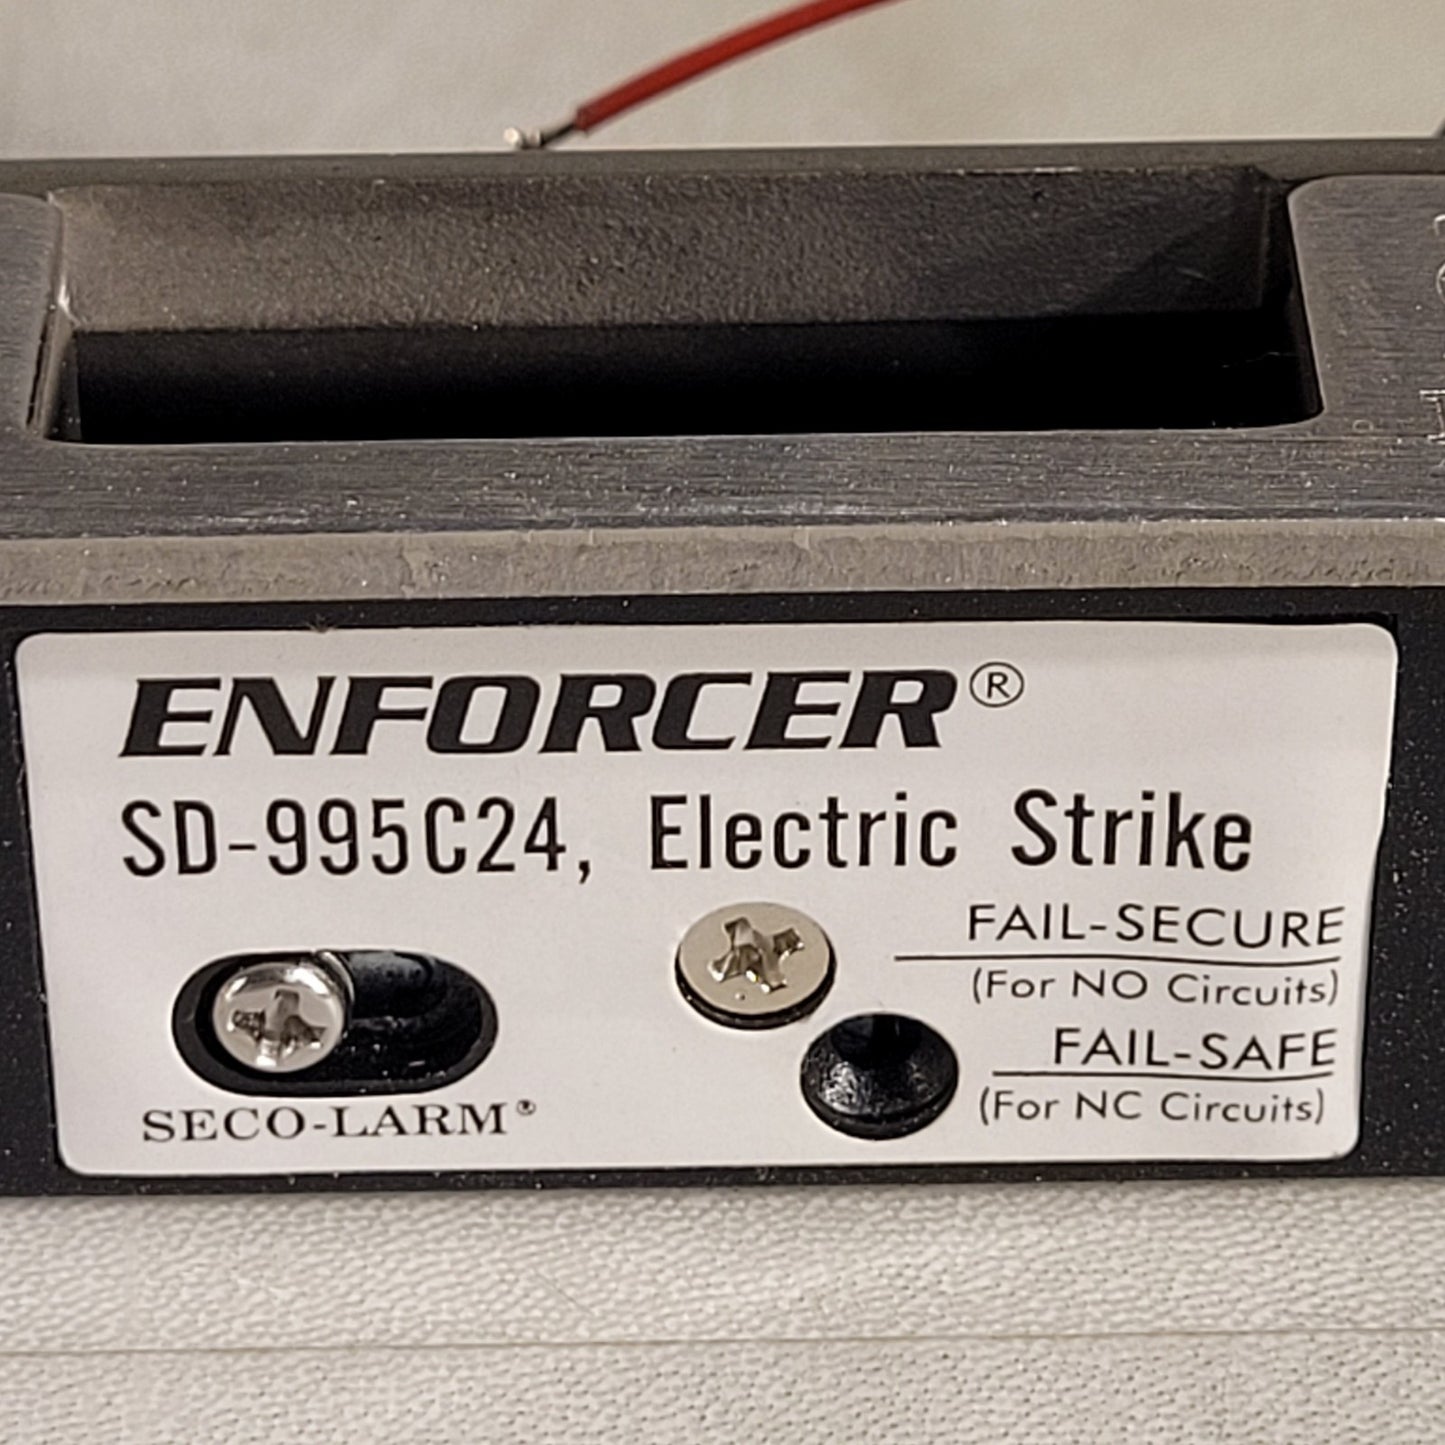 ENFORCER®
SD-995C24, Electric Strike
FAIL-SECURE
(For NO Circuits)
FAIL-SAFE
(For NC Circuits)
SECO-LARM®